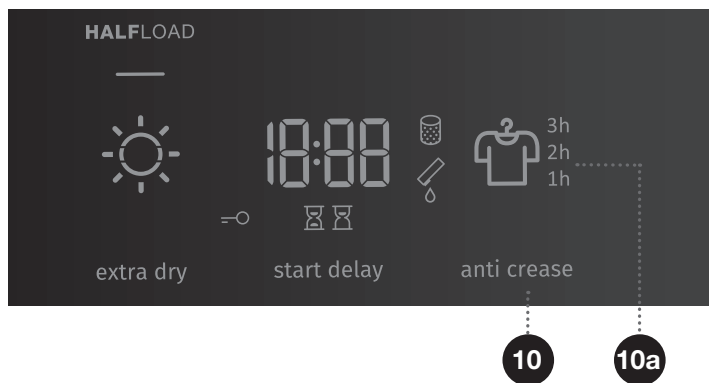 HALFLOAD
18:88
3h
2h
1h
extra dry
start delay
anti crease
10
10a